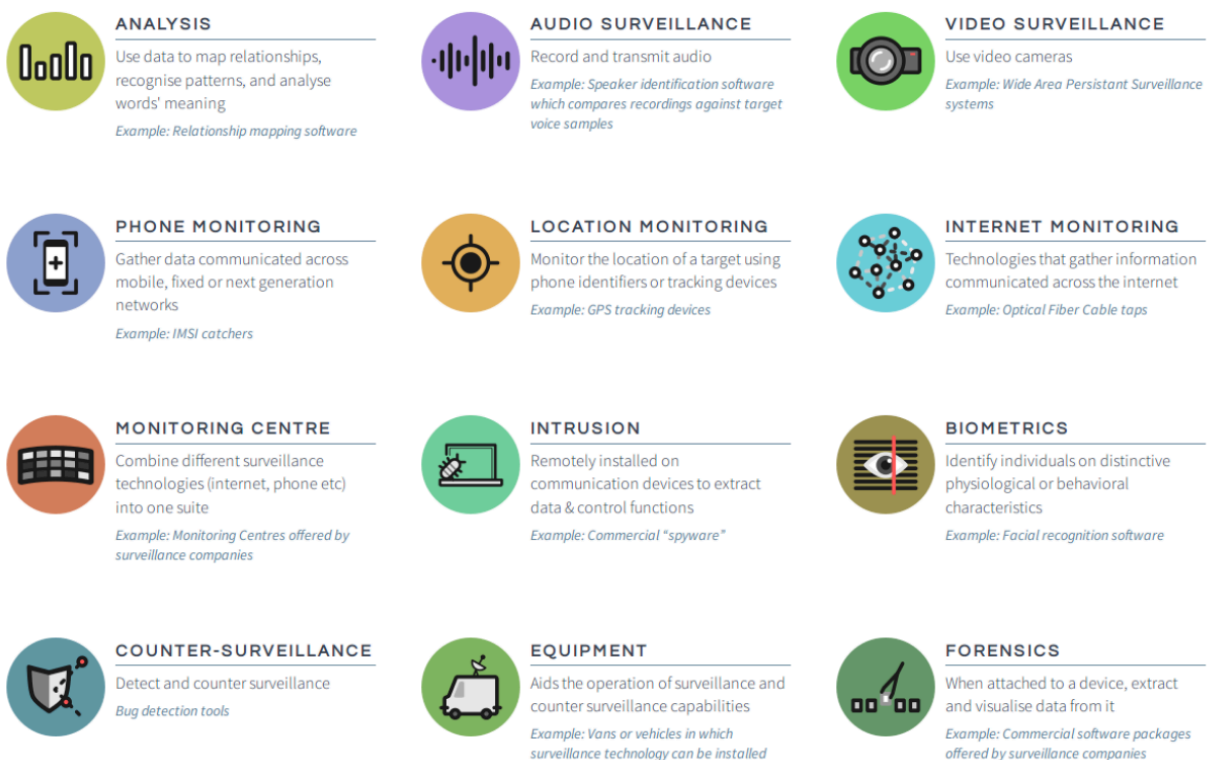 ANALYSIS
Use data to map relationships,
recognise patterns, and analyse
words' meaning
Example: Relationship mapping software
AUDIO SURVEILLANCE
Record and transmit audio
Example: Speaker identification software
which compares recordings against target
voice samples
VIDEO SURVEILLANCE
Use video cameras
Example: Wide Area Persistant Surveillance
systems
PHONE MONITORING
Gather data communicated across
mobile, fixed or next generation
networks
Example: IMSI catchers
LOCATION MONITORING
Monitor the location of a target using
phone identifiers or tracking devices
Example: GPS tracking devices
INTERNET MONITORING
Technologies that gather information
communicated across the internet
Example: Optical Fiber Cable taps
MONITORING CENTRE
Combine different surveillance
technologies (internet, phone etc)
into one suite
Example: Monitoring Centres offered by
surveillance companies
INTRUSION
Remotely installed on
communication devices to extract
data & control functions
Example: Commercial “spyware”
BIOMETRICS
Identify individuals on distinctive
physiological or behavioral
characteristics
Example: Facial recognition software
COUNTER-SURVEILLANCE
Detect and counter surveillance
Bug detection tools
EQUIPMENT
Aids the operation of surveillance and
counter surveillance capabilities
Example: Vans or vehicles in which
surveillance technology can be installed
FORENSICS
When attached to a device, extract
and visualise data from it
Example: Commercial software packages
offered by surveillance companies